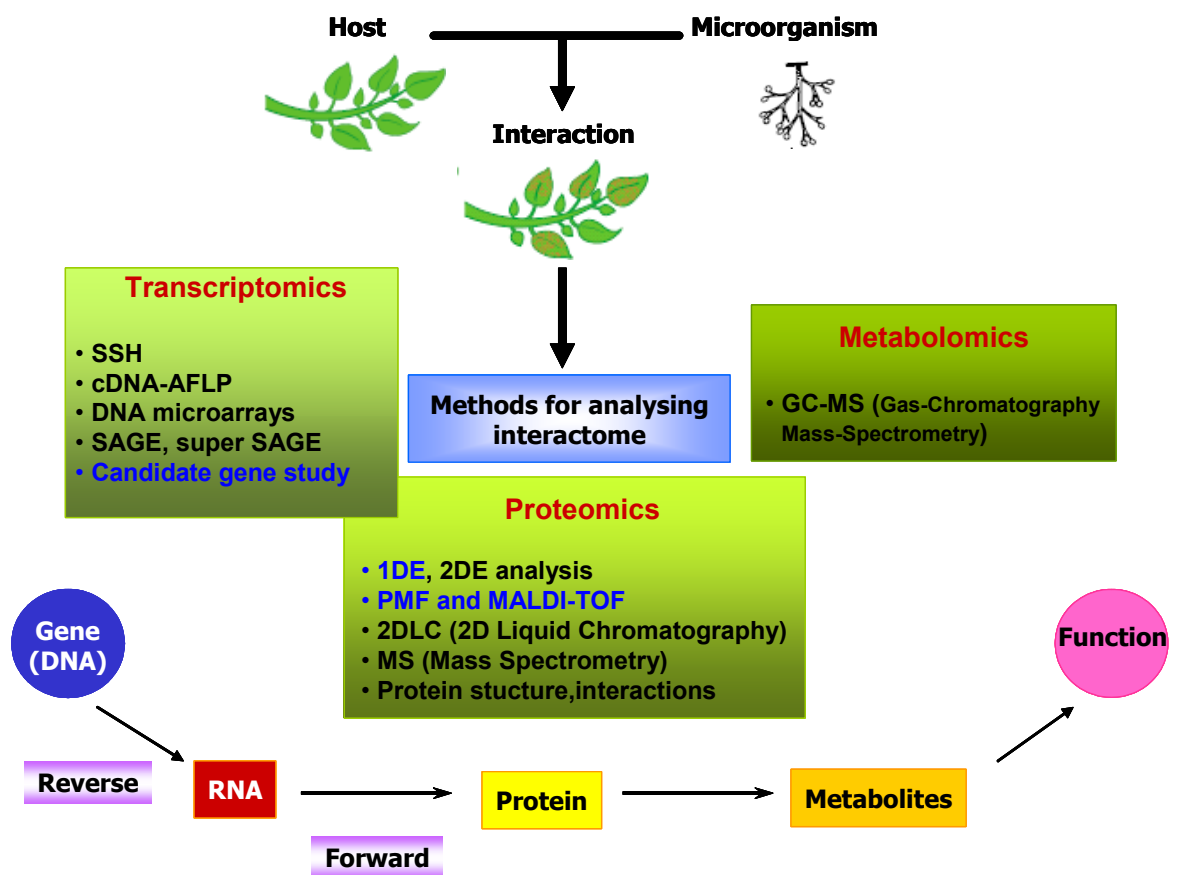 Host
Microorganism
Interaction
Transcriptomics
• SSH
• cDNA-AFLP
• DNA microarrays
• SAGE, super SAGE
• Candidate gene study
Methods for analysing
interactome
Metabolomics
• GC-MS (Gas-Chromatography
Mass-Spectrometry)
Proteomics
• 1DE, 2DE analysis
• PMF and MALDI-TOF
• 2DLC (2D Liquid Chromatography)
• MS (Mass Spectrometry)
• Protein stucture,interactions
Gene
(DNA)
Function
Reverse
RNA
Protein
Metabolites
Forward